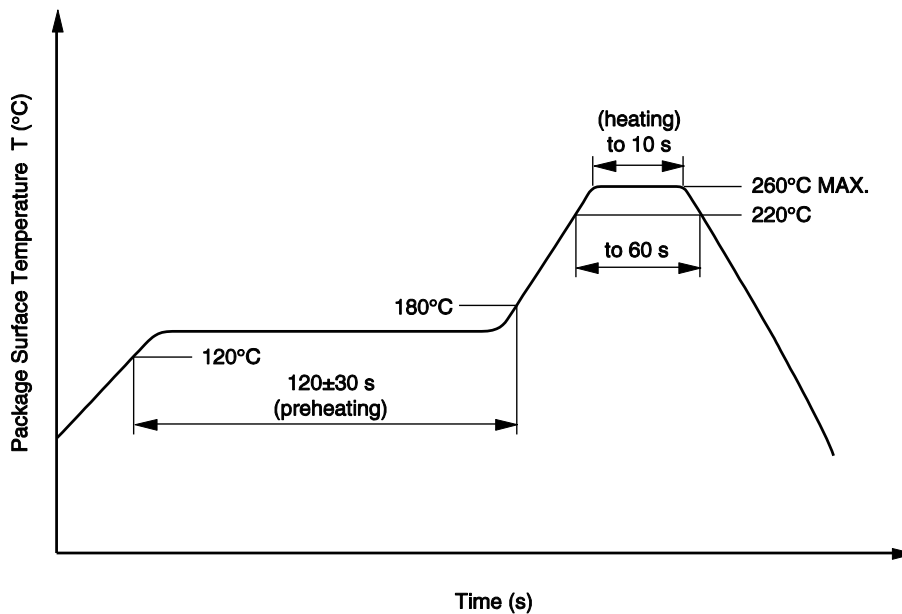 Package Surface Temperature T (°C)
(heating)
to 10 s
260°C MAX.
220°C
to 60 s
180°C
120°C
120±30 s
(preheating)
Time (s)